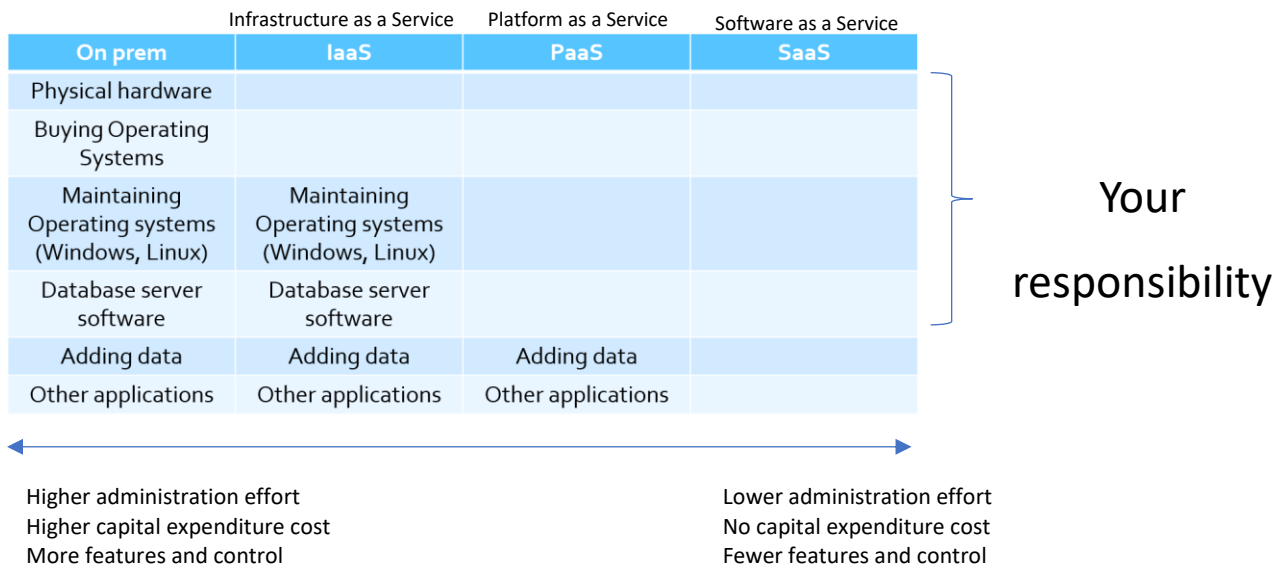 Infrastructure as a Service Platform as a Service Software as a Service
On prem IaaS PaaS SaaS
Physical hardware
Buying Operating
Systems
Maintaining Maintaining
Operating systems Operating systems
(Windows, Linux) (Windows, Linux)
Database server Database server
software software
Adding data Adding data Adding data
Other applications Other applications Other applications
Your
responsibility
Higher administration effort
Higher capital expenditure cost
More features and control
Lower administration effort
No capital expenditure cost
Fewer features and control